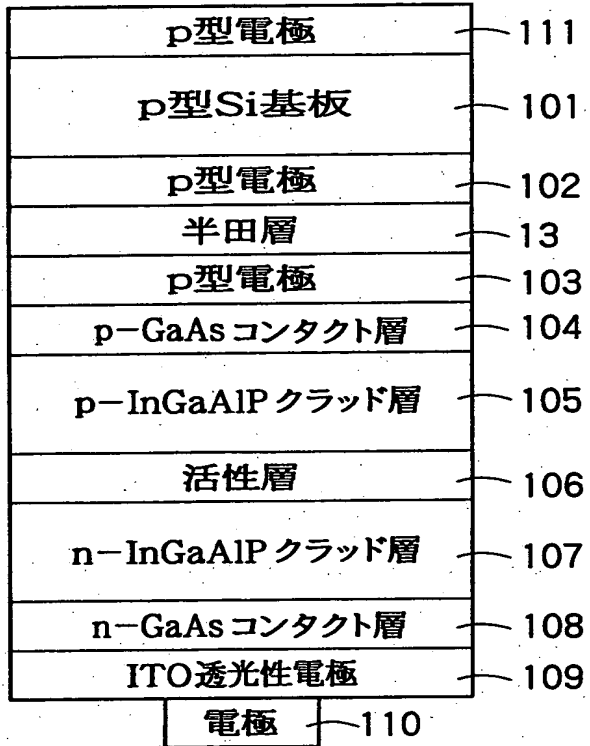 p型電極 111
p型Si基板 101
p型電極 102
半田層 13
p型電極 103
p-GaAsコンタクト層 104
p-InGaAlPクラッド層 105
活性層 106
n-InGaAlPクラッド層 107
n-GaAsコンタクト層 108
ITO透光性電極 109
電極 110